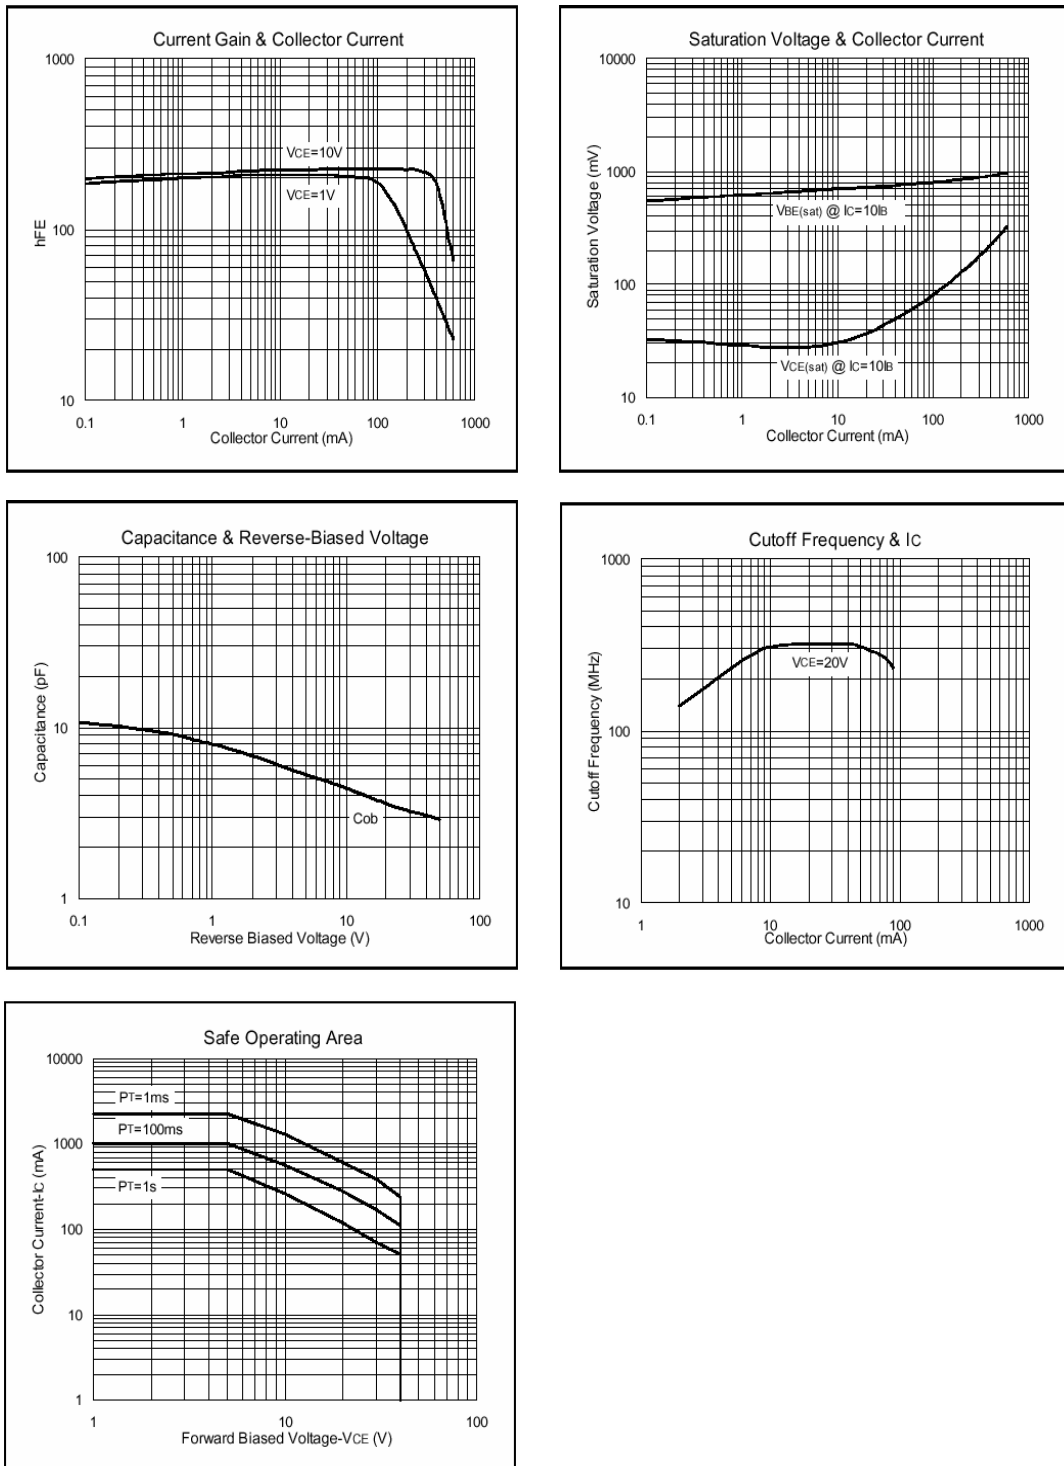 Current Gain & Collector Current
1000
VCE=10V
VCE=1V
hFE
100
10
0.1 1 10 100 1000
Collector Current (mA)
Saturation Voltage & Collector Current
10000
1000
VBE(sat) @ IC=10IB
Saturation Voltage (mV)
100
VCE(sat) @ IC=10IB
10
0.1 1 10 100 1000
Collector Current (mA)
Capacitance & Reverse-Biased Voltage
100
Capacitance (pF)
10
Cob
1
0.1 1 10 100
Reverse Biased Voltage (V)
Cutoff Frequency & IC
1000
VCE=20V
Cutoff Frequency (MHz)
100
10
1 10 100 1000
Collector Current (mA)
Safe Operating Area
10000
PT=1ms
PT=100ms
1000
PT=1s
Collector Current-IC (mA)
100
10
1
1 10 100
Forward Biased Voltage-VCE (V)